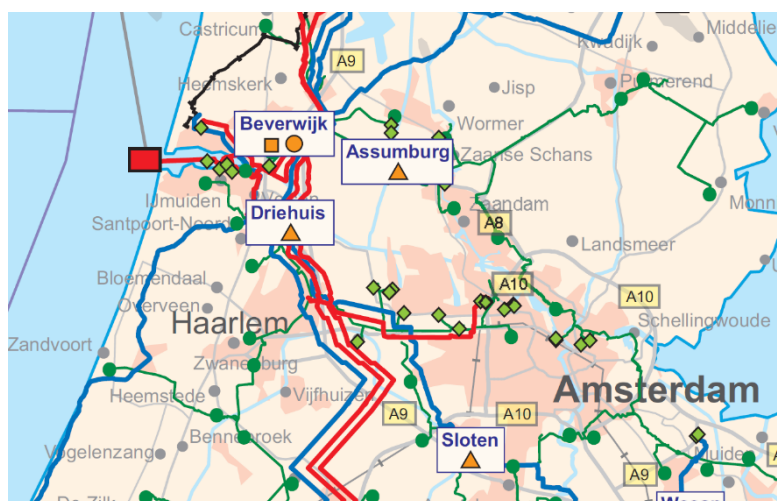 Castricum
Kwadijk
Middelie
A9
Heemskerk
Jisp
Purmerend
Beverwijk
Wormer
Assumburg
Zaanse Schans
IJmuiden
Monn
Santpoort-Noord
Driehuis
Zaandam
A8
Landsmeer
Bloemendaal
A10
A10
Overveen
Haarlem
Schellingwoude
Zandvoort
Zwanenburg
Heemstede
Vijfhuizen
Amsterdam
A9
A10
Bennebroek
Sloten
Vogelenzang
Muide
A9